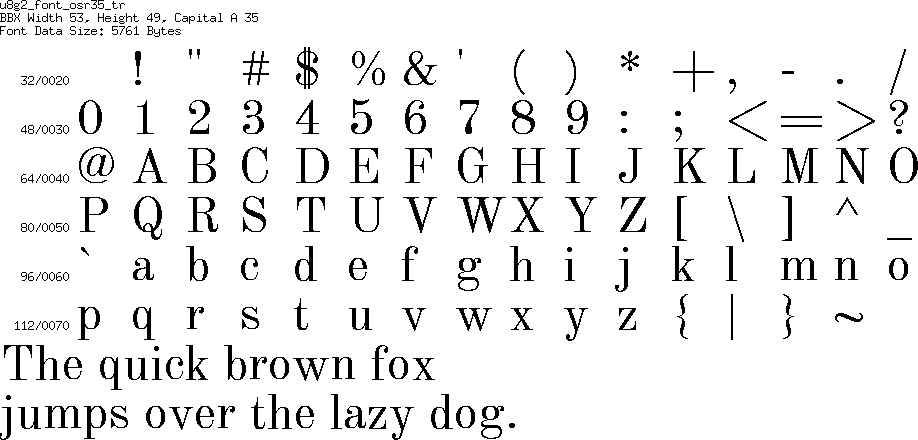 u8g2_font_osr35_tr
BBX Width 53, Height 49, Capital A 35
Font Data Size: 5761 Bytes
32/0020 ! " # $ % & ' ( ) * + , - . /
48/0030 0 1 2 3 4 5 6 7 8 9 : ; < = > ?
64/0040 @ A B C D E F G H I J K L M N O
80/0050 P Q R S T U V W X Y Z [ \ ] ^ _
96/0060 ` a b c d e f g h i j k l m n o
112/0070 p q r s t u v w x y z { | } ~
The quick brown fox
jumps over the lazy dog.